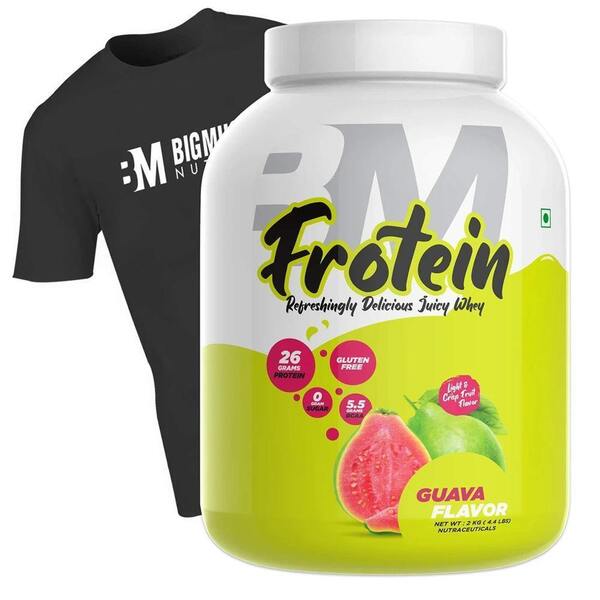 BM
NU
BM
Frotein
Refreshingly Delicious Juicy Whey
26
GRAMS
PROTEIN
GLUTEN
FREE
0
GRAM
SUGAR
5.5
GRAMS
BCAA
Light &
Crisp Fruit
Flavor
GUAVA
FLAVOR
NET WT : 2 KG ( 4.4 LBS)
NUTRACEUTICALS